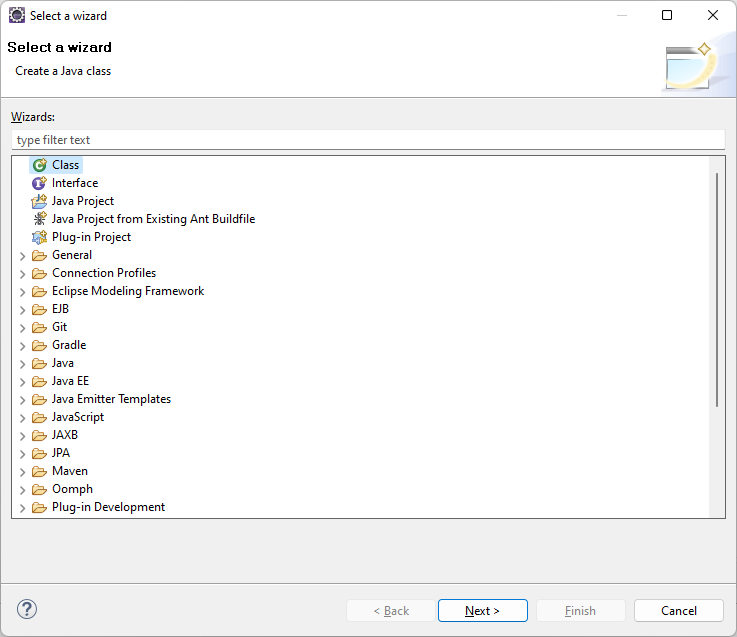 Select a wizard
Select a wizard
Create a Java class
Wizards:
type filter text
Class
Interface
Java Project
Java Project from Existing Ant Buildfile
Plug-in Project
General
Connection Profiles
Eclipse Modeling Framework
EJB
Git
Gradle
Java
Java EE
Java Emitter Templates
JavaScript
JAXB
JPA
Maven
Oomph
Plug-in Development
? < Back Next > Finish Cancel